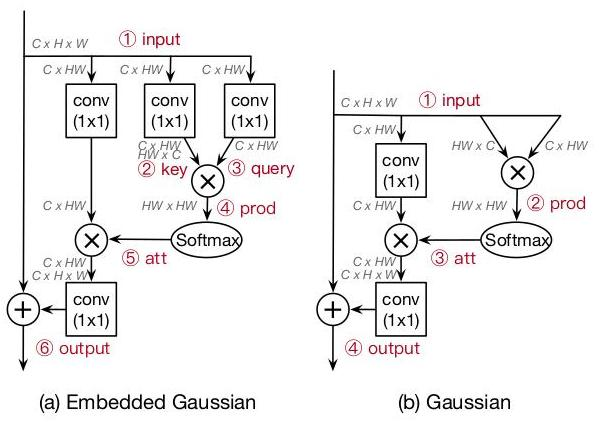 C x H x W
① input
C x HW
C x HW
C x HW
conv
(1x1)
conv
(1x1)
conv
(1x1)
C x HW
HW x C
C x HW
② key
③ query
④ prod
C x HW
HW x HW
Softmax
⑤ att
C x HW
C x H x W
conv
(1x1)
⑥ output
(a) Embedded Gaussian
C x H x W
① input
C x HW
HW x C
C x HW
conv
(1x1)
② prod
C x HW
HW x HW
Softmax
③ att
C x HW
C x H x W
conv
(1x1)
④ output
(b) Gaussian